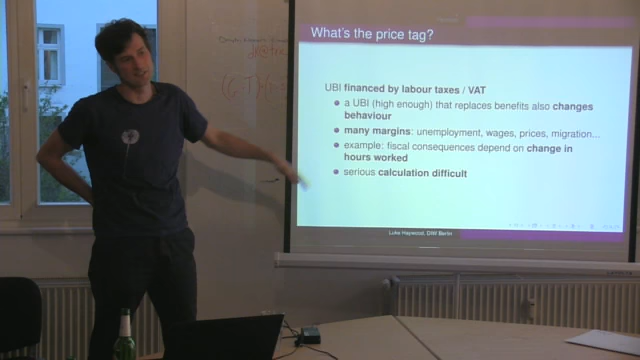 What's the price tag?
UBI financed by labour taxes / VAT
a UBI (high enough) that replaces benefits also changes
behaviour
many margins: unemployment, wages, prices, migration...
example: fiscal consequences depend on change in
hours worked
serious calculation difficult
Luke Haywood, DIW Berlin